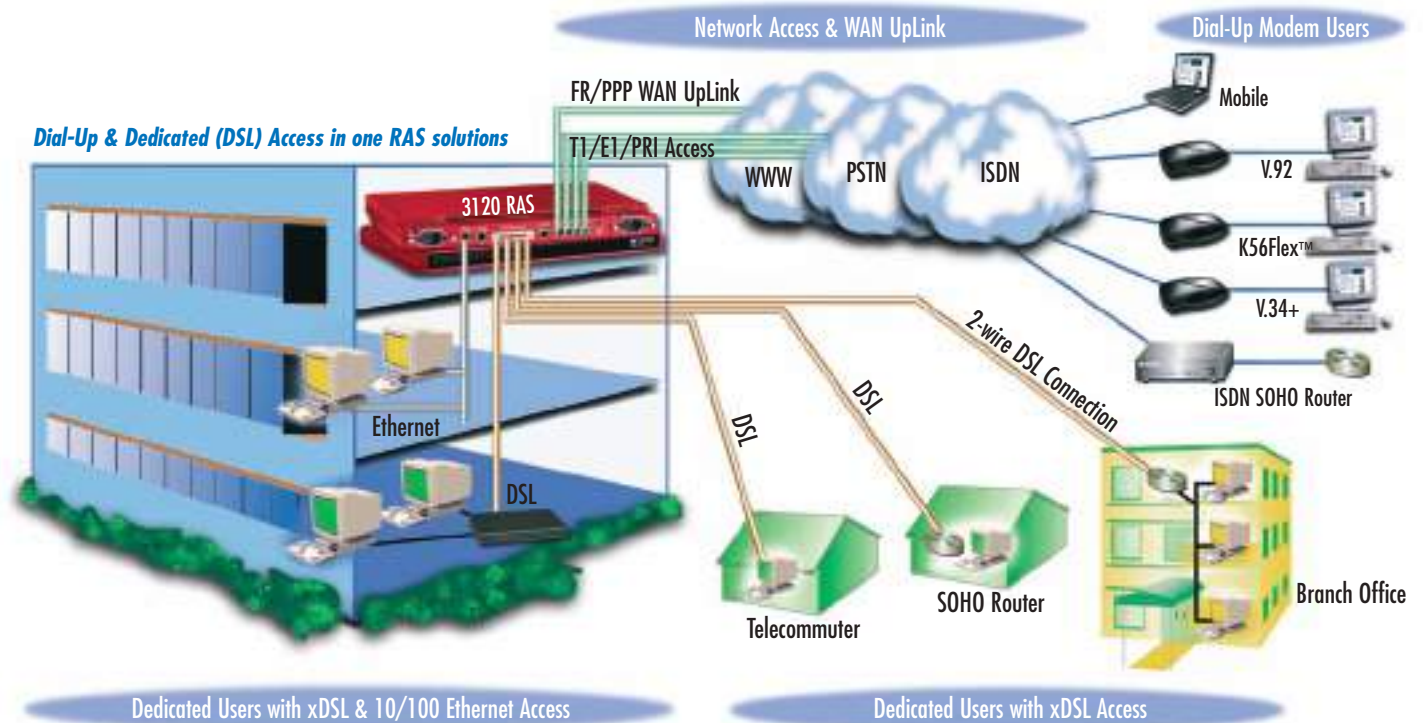 Network Access & WAN UpLink
Dial-Up Modem Users
FR/PPP WAN UpLink
Mobile
Dial-Up & Dedicated (DSL) Access in one RAS solutions
T1/E1/PRI Access
WWW
PSTN
ISDN
V.92
3120 RAS
K56Flex™
V.34+
2-wire DSL Connection
ISDN SOHO Router
DSL
DSL
Ethernet
DSL
SOHO Router
Branch Office
Telecommuter
Dedicated Users with xDSL & 10/100 Ethernet Access
Dedicated Users with xDSL Access